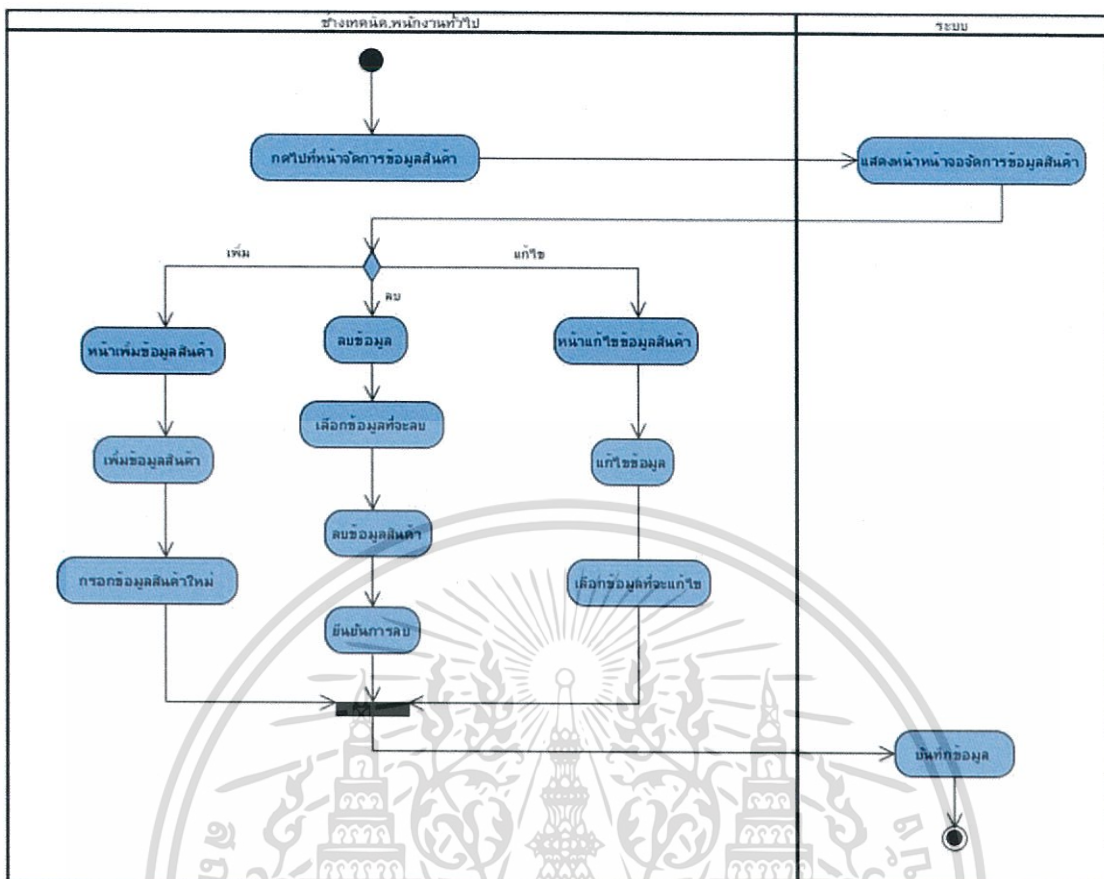 ช่างเทคนิค,พนักงานทั่วไป
ระบบ
กดไปที่หน้าจัดการข้อมูลสินค้า
แสดงหน้าหน้าจอจัดการข้อมูลสินค้า
เพิ่ม
แก้ไข
ลบ
หน้าเพิ่มข้อมูลสินค้า
ลบข้อมูล
หน้าแก้ไขข้อมูลสินค้า
เลือกข้อมูลที่จะลบ
เพิ่มข้อมูลสินค้า
แก้ไขข้อมูล
ลบข้อมูลสินค้า
กรอกข้อมูลสินค้าใหม่
เลือกข้อมูลที่จะแก้ไข
ยืนยันการลบ
บันทึกข้อมูล